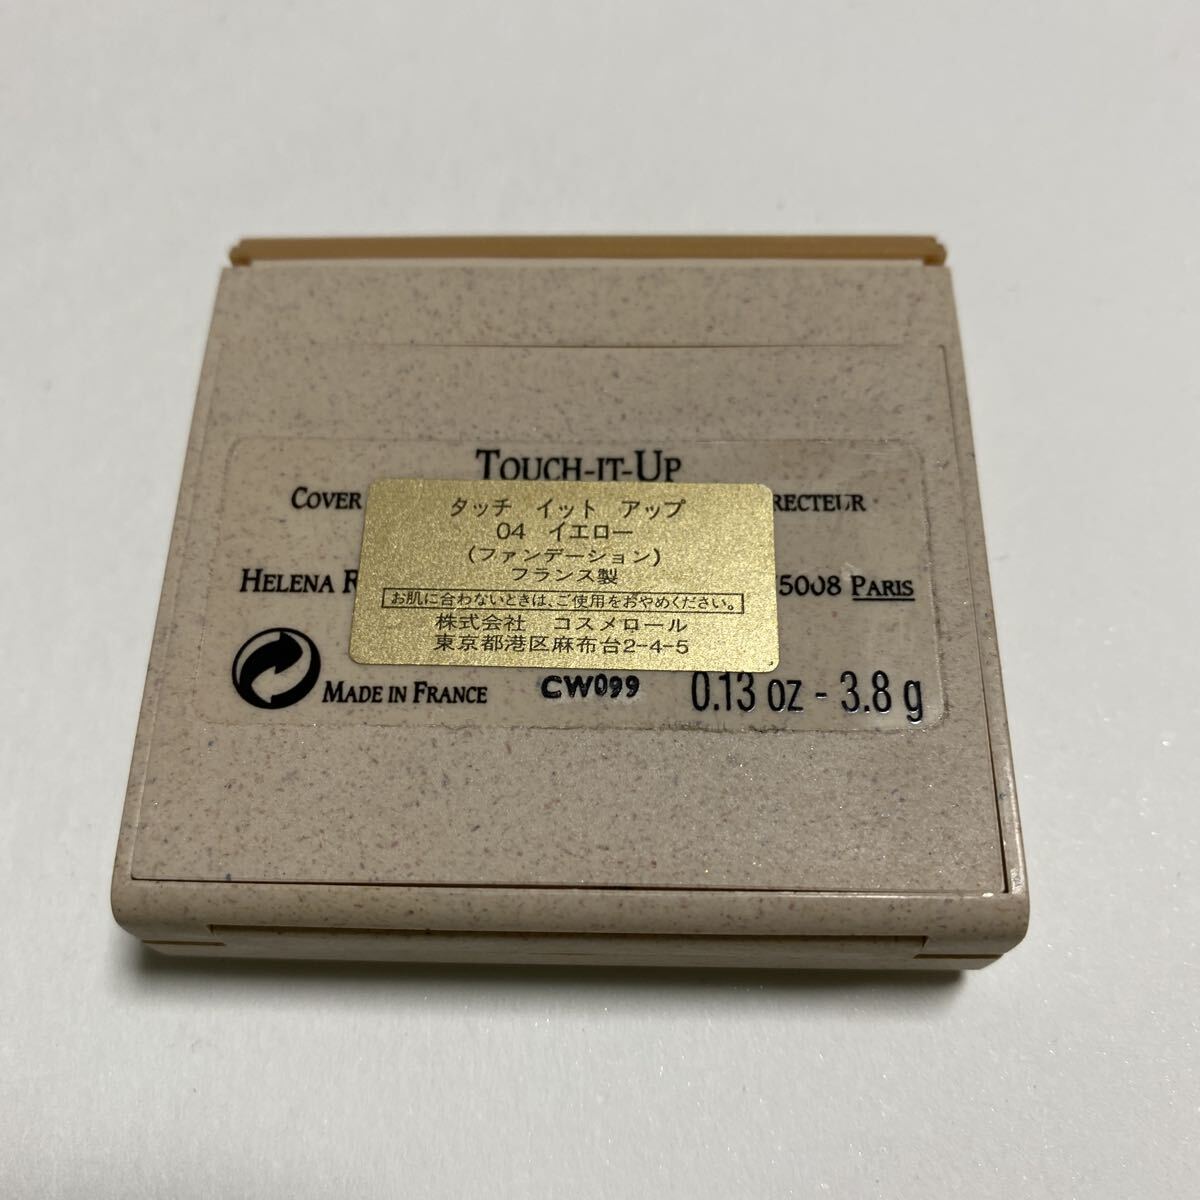 TOUCH-IT-UP
COVER RECTEUR
タッチ イット アップ
04 イエロー
(ファンデーション)
フランス製
お肌に合わないときは、ご使用をおやめください。
株式会社 コスメロール
東京都港区麻布台2-4-5
HELENA R 5008 PARIS
MADE IN FRANCE CW099 0.13 oz - 3.8 g